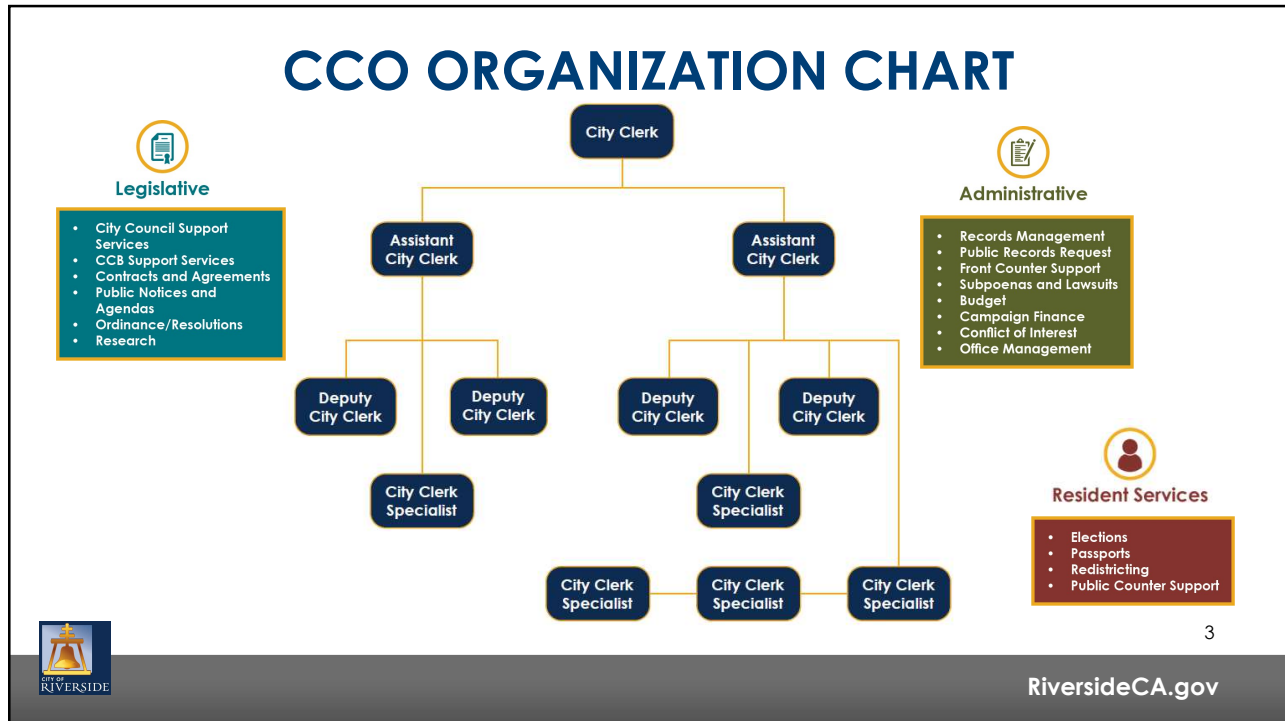 CCO ORGANIZATION CHART
City Clerk
Legislative
• City Council Support
Services
• CCB Support Services
• Contracts and Agreements
• Public Notices and
Agendas
• Ordinance/Resolutions
• Research
Administrative
• Records Management
• Public Records Request
• Front Counter Support
• Subpoenas and Lawsuits
• Budget
• Campaign Finance
• Conflict of Interest
• Office Management
Assistant
City Clerk
Assistant
City Clerk
Deputy
City Clerk
Deputy
City Clerk
Deputy
City Clerk
Deputy
City Clerk
City Clerk
Specialist
City Clerk
Specialist
Resident Services
• Elections
• Passports
• Redistricting
• Public Counter Support
City Clerk
Specialist
City Clerk
Specialist
City Clerk
Specialist
3
CITY OF
RIVERSIDE
RiversideCA.gov